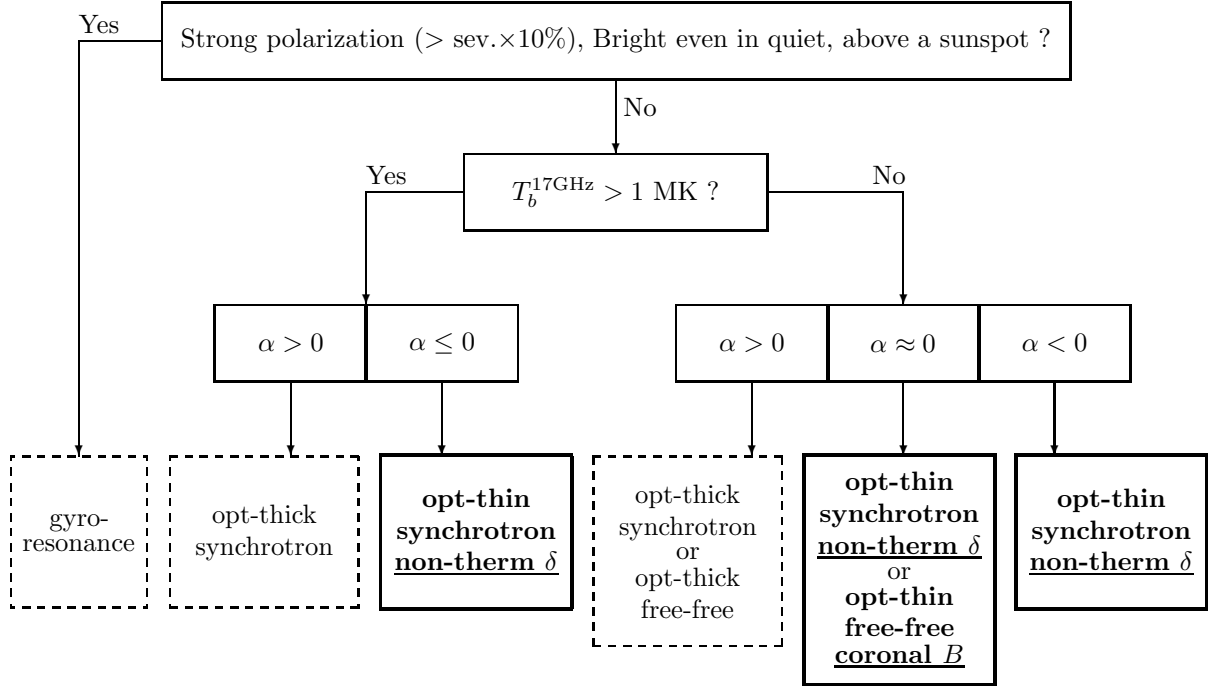 Yes
Strong polarization (> sev.×10%), Bright even in quiet, above a sunspot ?
No
Yes
T_b^{17GHz} > 1 MK ?
No
α > 0
α ≤ 0
α > 0
α ≈ 0
α < 0
gyro-
resonance
opt-thick
synchrotron
opt-thin
synchrotron
non-therm δ
opt-thick
synchrotron
or
opt-thick
free-free
opt-thin
synchrotron
non-therm δ
or
opt-thin
free-free
coronal B
opt-thin
synchrotron
non-therm δ